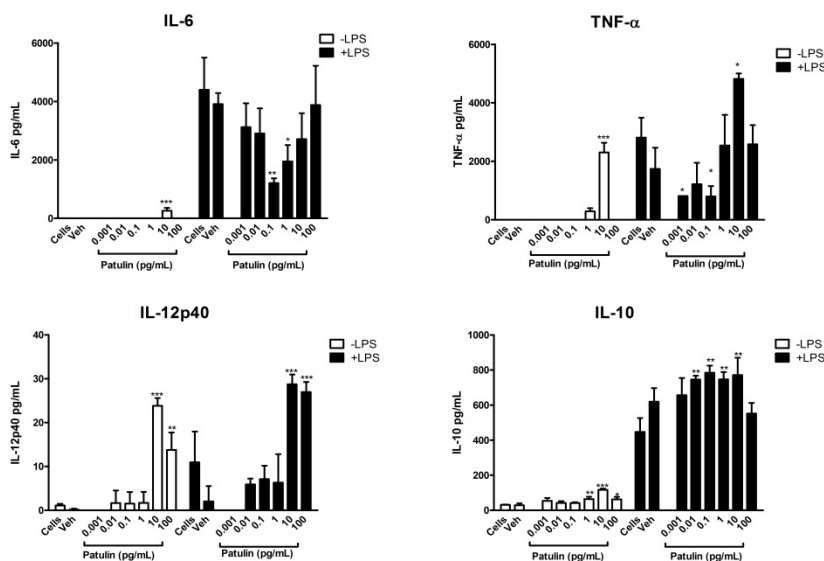 IL-6
-LPS
+LPS
6000
4000
2000
0
IL-6 pg/mL
***
**
*
Cells Veh 0.001 0.01 0.1 1 10 100 Cells Veh 0.001 0.01 0.1 1 10 100
Patulin (pg/mL) Patulin (pg/mL)
TNF-α
-LPS
+LPS
6000
4000
2000
0
TNF-α pg/mL
***
*
*
*
Cells Veh 0.001 0.01 0.1 1 10 100 Cells Veh 0.001 0.01 0.1 1 10 100
Patulin (pg/mL) Patulin (pg/mL)
IL-12p40
-LPS
+LPS
40
30
20
10
0
IL-12p40 pg/mL
***
**
***
***
Cells Veh 0.001 0.01 0.1 1 10 100 Cells Veh 0.001 0.01 0.1 1 10 100
Patulin (pg/mL) Patulin (pg/mL)
IL-10
-LPS
+LPS
1000
800
600
400
200
0
IL-10 pg/mL
**
***
*
**
**
**
**
Cells Veh 0.001 0.01 0.1 1 10 100 Cells Veh 0.001 0.01 0.1 1 10 100
Patulin (pg/mL) Patulin (pg/mL)